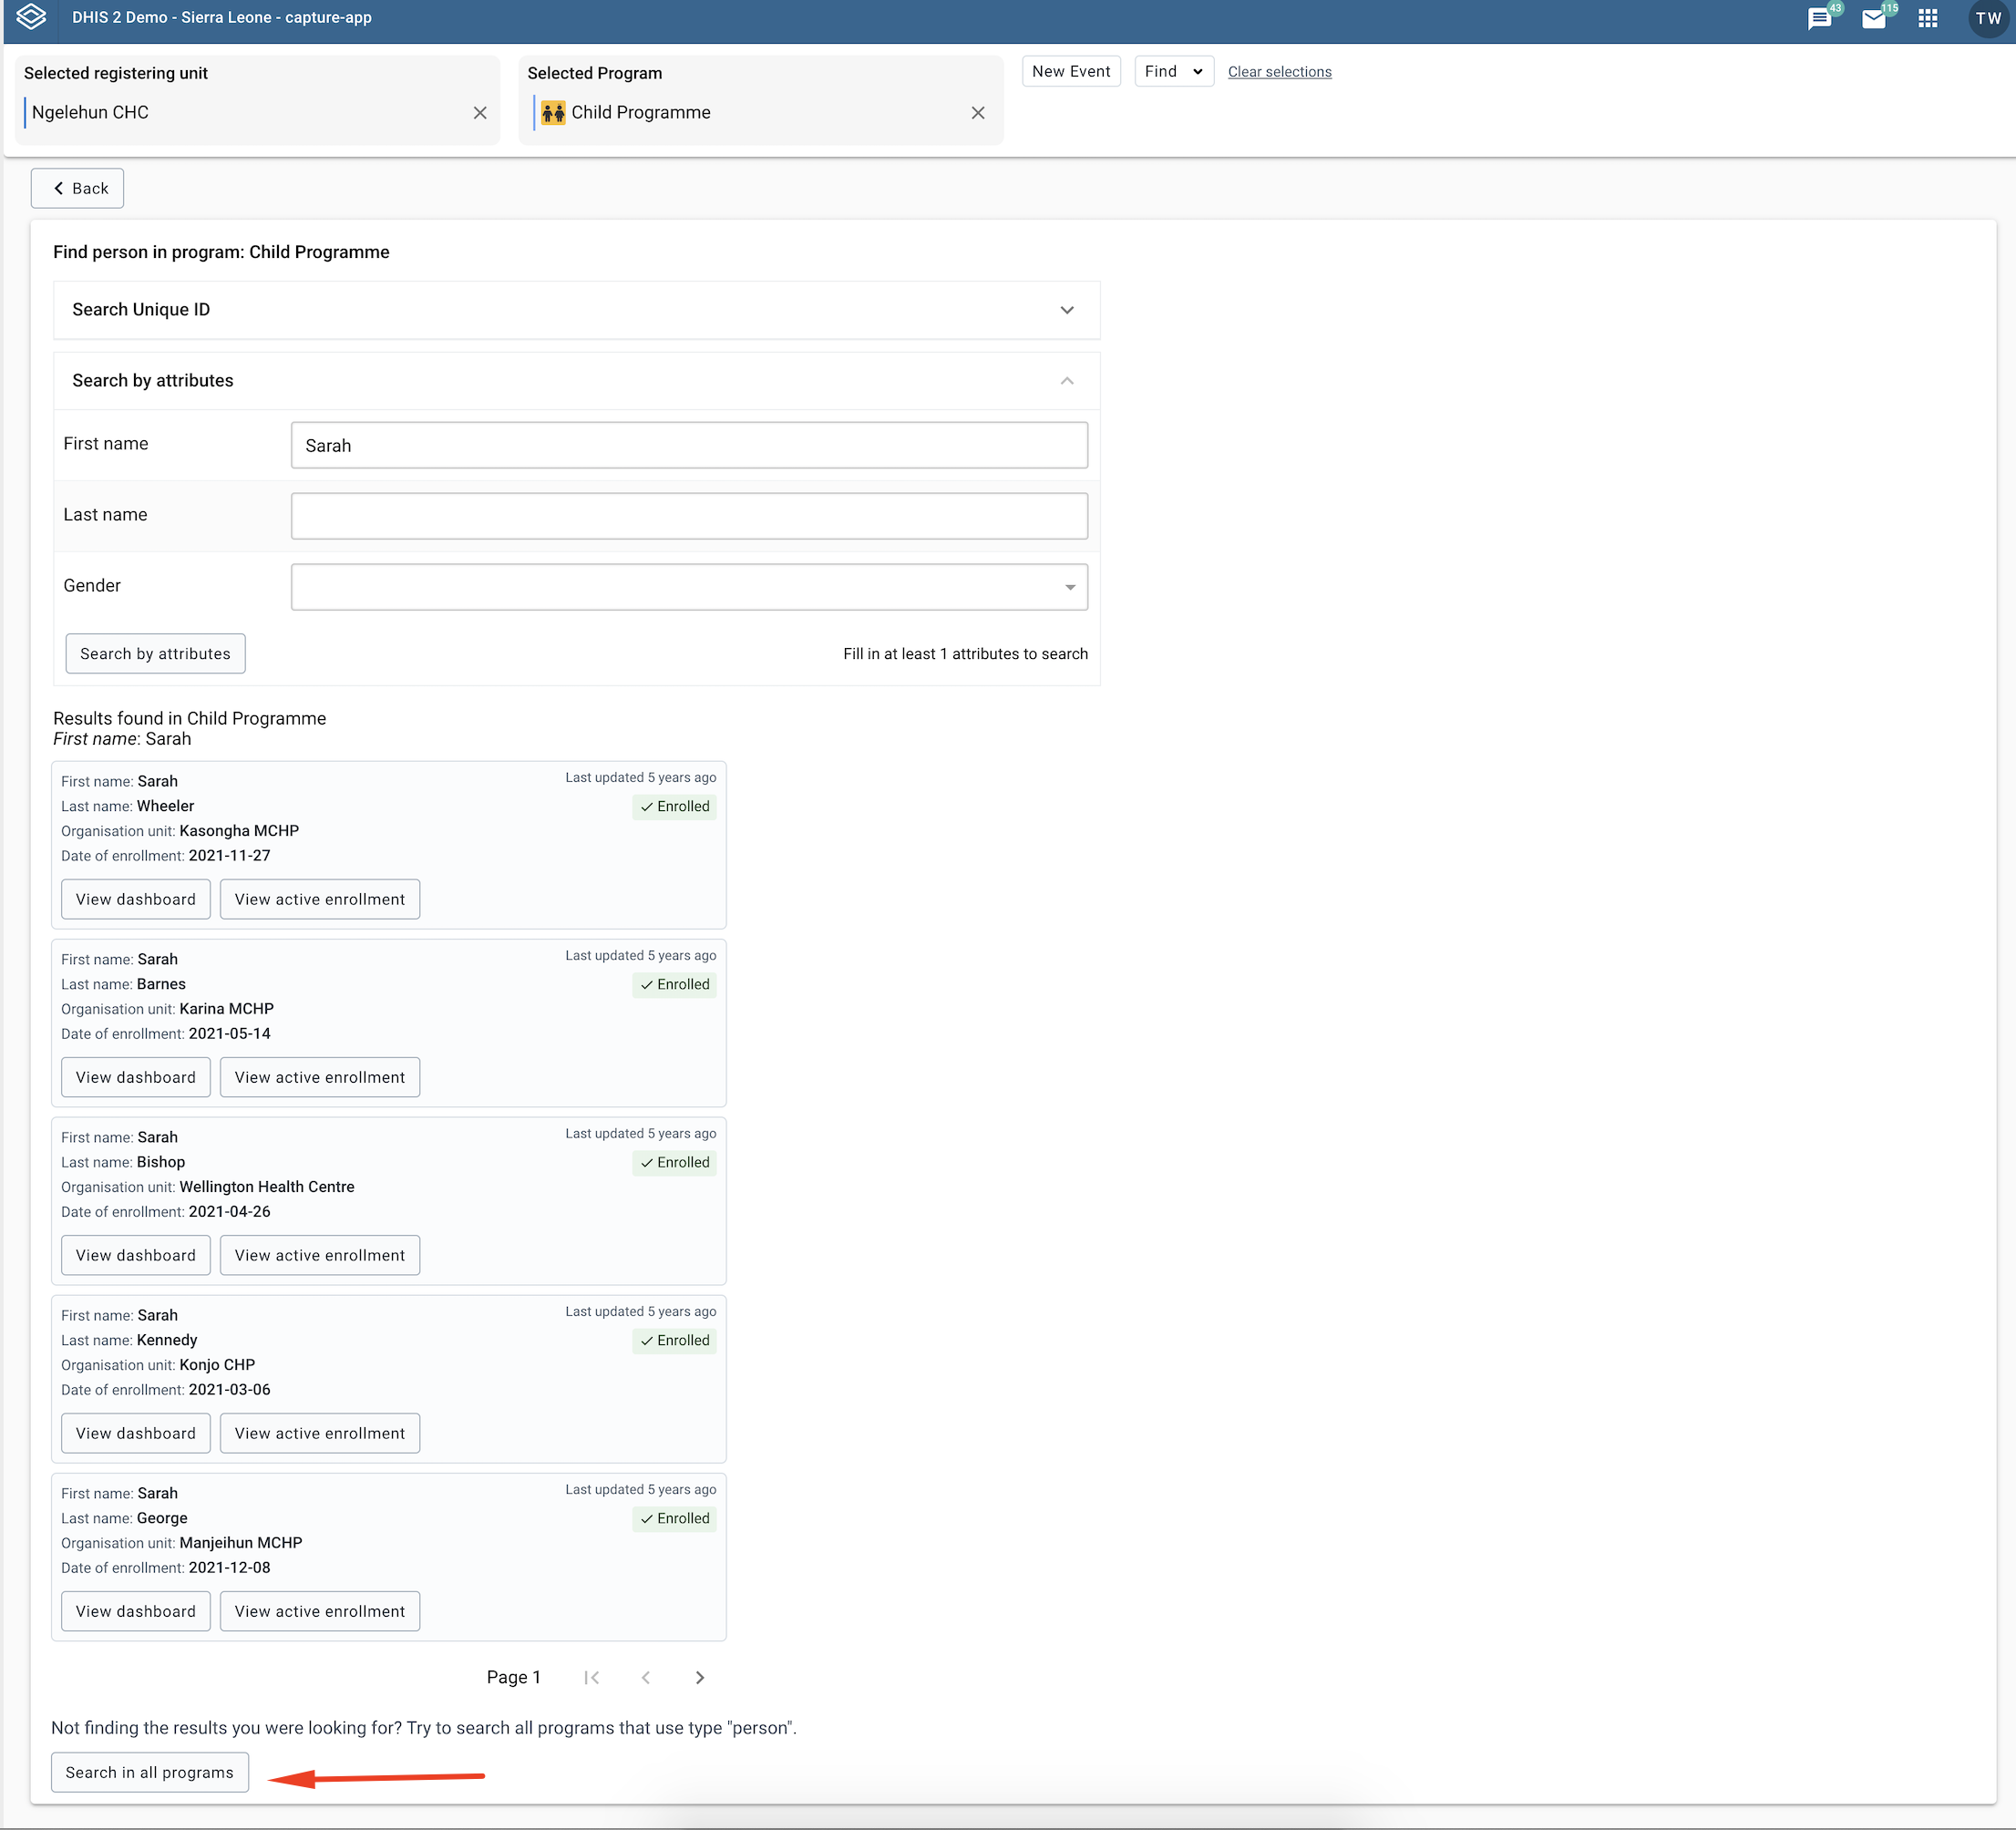 DHIS 2 Demo - Sierra Leone - capture-app
43
115
TW
Selected registering unit
Ngelehun CHC
Selected Program
Child Programme
New Event
Find
Clear selections
Back
Find person in program: Child Programme
Search Unique ID
Search by attributes
First name
Sarah
Last name
Gender
Search by attributes
Fill in at least 1 attributes to search
Results found in Child Programme
First name: Sarah
First name: Sarah
Last updated 5 years ago
Last name: Wheeler
Enrolled
Organisation unit: Kasongha MCHP
Date of enrollment: 2021-11-27
View dashboard
View active enrollment
First name: Sarah
Last updated 5 years ago
Last name: Barnes
Enrolled
Organisation unit: Karina MCHP
Date of enrollment: 2021-05-14
View dashboard
View active enrollment
First name: Sarah
Last updated 5 years ago
Last name: Bishop
Enrolled
Organisation unit: Wellington Health Centre
Date of enrollment: 2021-04-26
View dashboard
View active enrollment
First name: Sarah
Last updated 5 years ago
Last name: Kennedy
Enrolled
Organisation unit: Konjo CHP
Date of enrollment: 2021-03-06
View dashboard
View active enrollment
First name: Sarah
Last updated 5 years ago
Last name: George
Enrolled
Organisation unit: Manjeihun MCHP
Date of enrollment: 2021-12-08
View dashboard
View active enrollment
Page 1
Not finding the results you were looking for? Try to search all programs that use type "person".
Search in all programs